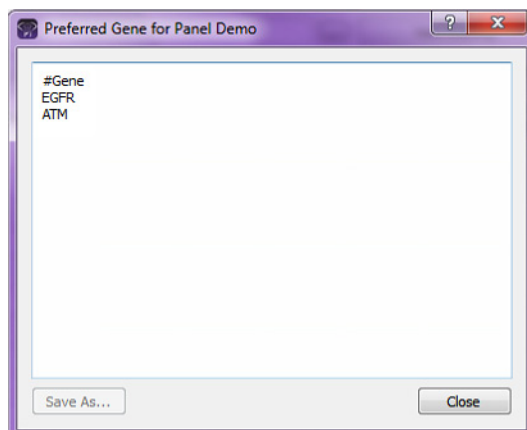 Preferred Gene for Panel Demo
?
#Gene
EGFR
ATM
Save As...
Close